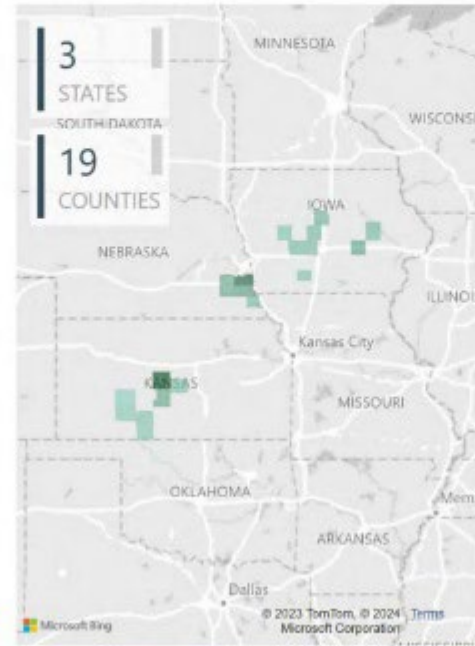 3
STATES
SOUTH DAKOTA
19
COUNTIES
MINNESOTA
WISCONS
IOWA
NEBRASKA
ILLINOI
Kansas City
KANSAS
MISSOURI
OKLAHOMA
Mem
ARKANSAS
Dallas
© 2023 TomTom, © 2024 Terms
Microsoft Corporation
Microsoft Bing